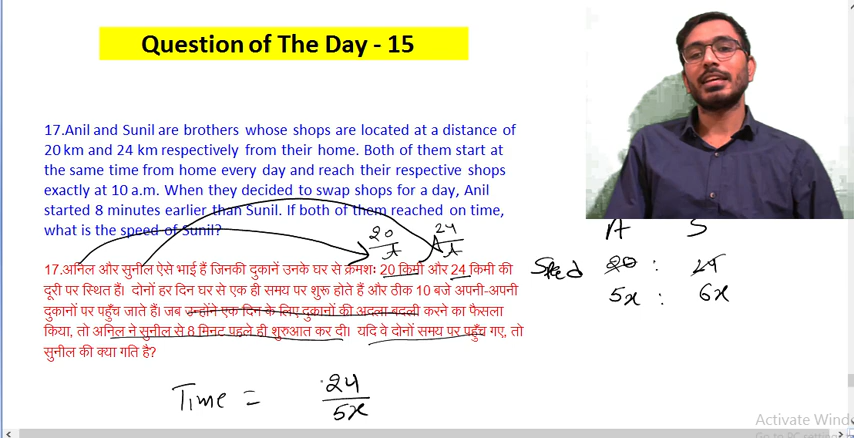 Question of The Day - 15
17.Anil and Sunil are brothers whose shops are located at a distance of
20 km and 24 km respectively from their home. Both of them start at
the same time from home every day and reach their respective shops
exactly at 10 a.m. When they decided to swap shops for a day, Anil
started 8 minutes earlier than Sunil. If both of them reached on time,
what is the speed of Sunil?
20/t 24/t
A S
17.अनिल और सुनील ऐसे भाई हैं जिनकी दुकानें उनके घर से क्रमशः 20 किमी और 24 किमी की
दूरी पर स्थित हैं। दोनों हर दिन घर से एक ही समय पर शुरू होते हैं और ठीक 10 बजे अपनी-अपनी
दुकानों पर पहुँच जाते हैं। जब उन्होंने एक दिन के लिए दुकानों की अदला-बदली करने का फैसला
किया, तो अनिल ने सुनील से 8 मिनट पहले ही शुरुआत कर दी। यदि वे दोनों समय पर पहुँच गए, तो
सुनील की क्या गति है?
Speed 20 : 24
5x : 6x
Time = 24/5x
Activate Wind